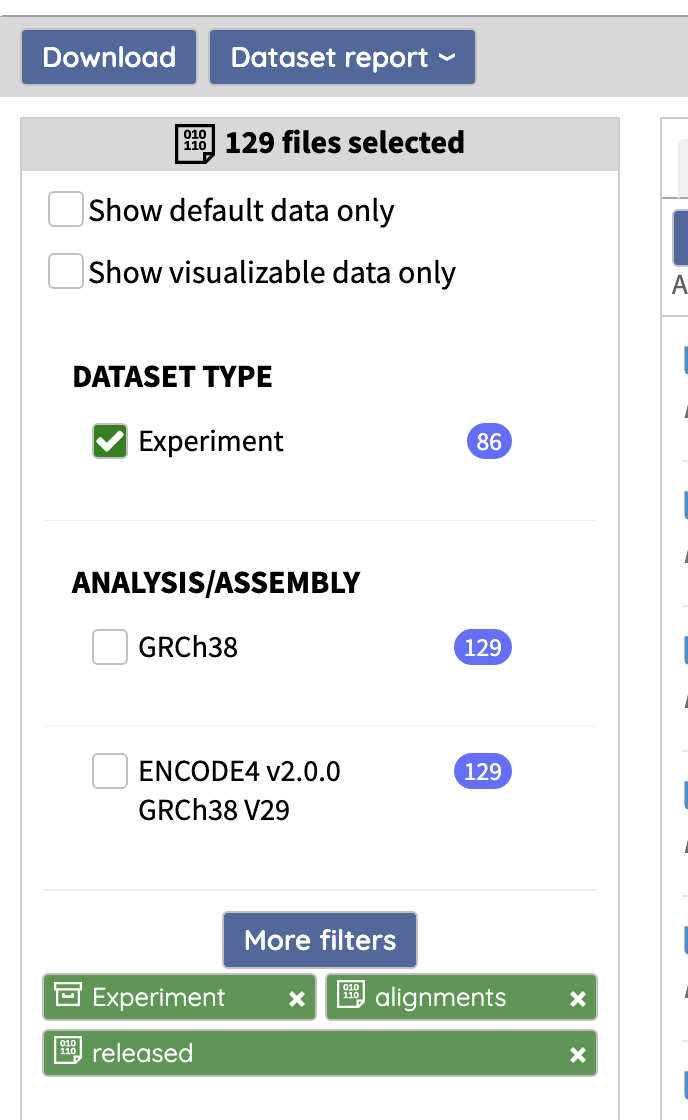 Download
Dataset report
129 files selected
Show default data only
Show visualizable data only
DATASET TYPE
Experiment 86
ANALYSIS/ASSEMBLY
GRCh38 129
ENCODE4 v2.0.0 129
GRCh38 V29
More filters
Experiment × alignments ×
released ×